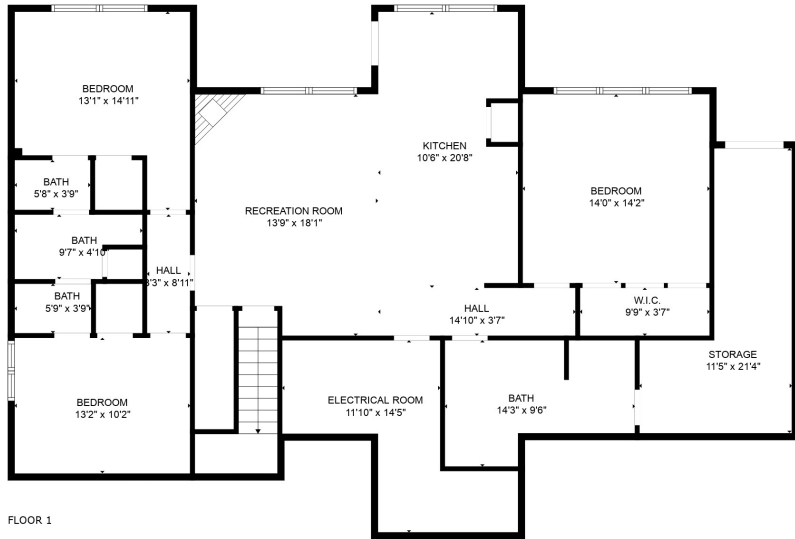 BEDROOM
13'1" x 14'11"
KITCHEN
10'6" x 20'8"
BATH
5'8" x 3'9"
BEDROOM
14'0" x 14'2"
RECREATION ROOM
13'9" x 18'1"
BATH
9'7" x 4'10"
HALL
3'3" x 8'11"
BATH
5'9" x 3'9"
HALL
14'10" x 3'7"
W.I.C.
9'9" x 3'7"
STORAGE
11'5" x 21'4"
BEDROOM
13'2" x 10'2"
ELECTRICAL ROOM
11'10" x 14'5"
BATH
14'3" x 9'6"
FLOOR 1